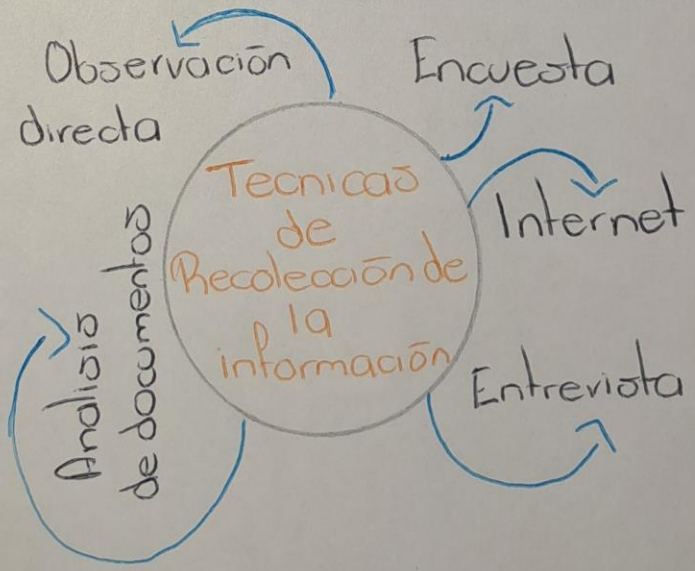 Observación
directa
Encuesta
Internet
Entrevista
Analisis
de documentos
Tecnicas
de
Recolección de
la
información